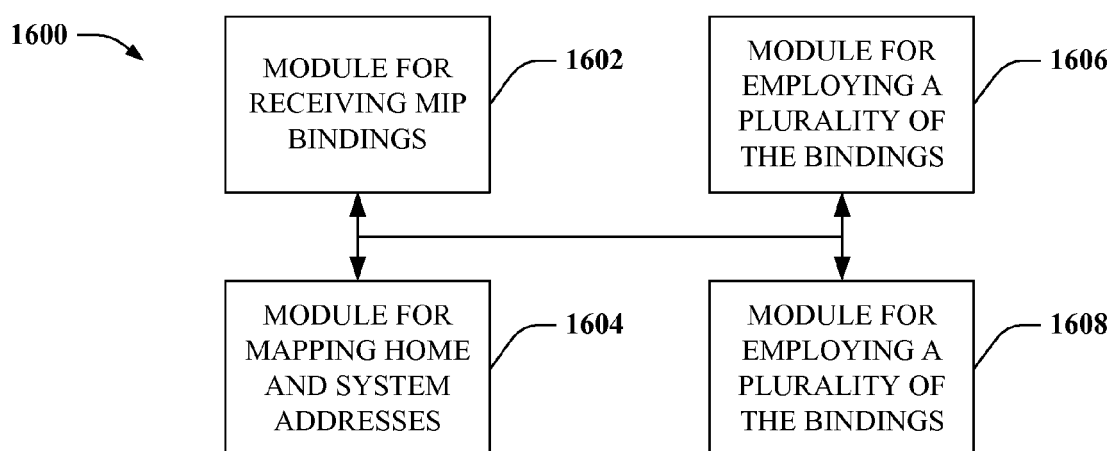 1600
MODULE FOR
RECEIVING MIP
BINDINGS
1602
MODULE FOR
EMPLOYING A
PLURALITY OF
THE BINDINGS
1606
MODULE FOR
MAPPING HOME
AND SYSTEM
ADDRESSES
1604
MODULE FOR
EMPLOYING A
PLURALITY OF
THE BINDINGS
1608